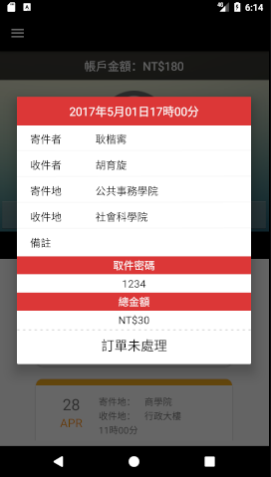 6:14
帳戶金額：NT$180
2017年5月01日17時00分
寄件者 耿楷寗
收件者 胡育旋
寄件地 公共事務學院
收件地 社會科學院
備註
取件密碼
1234
總金額
NT$30
訂單未處理
28
APR
寄件地： 商學院
收件地： 行政大樓
11時00分